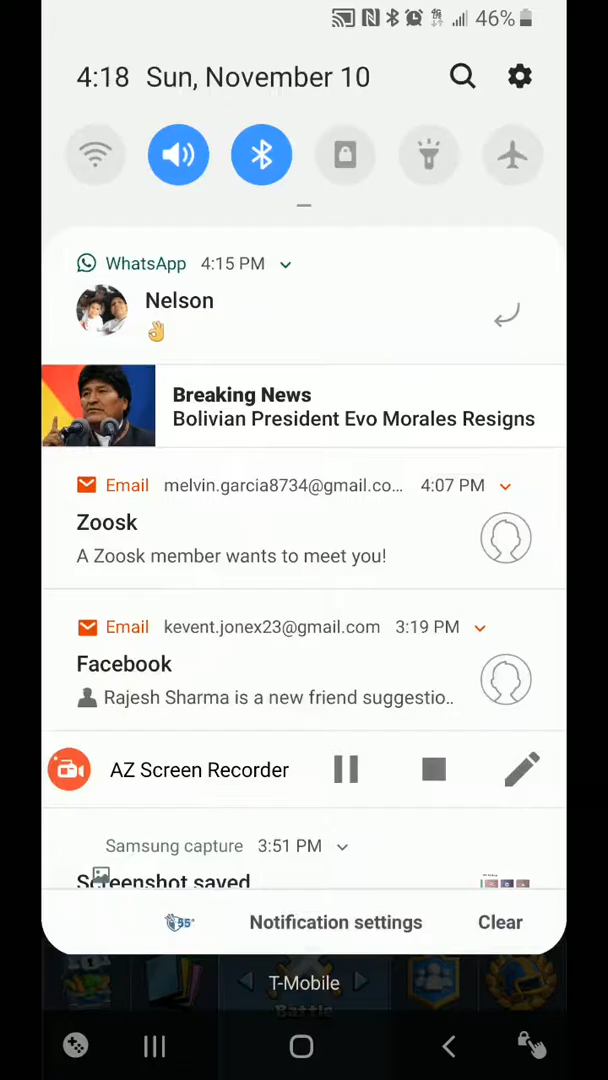 46%
4:18 Sun, November 10
WhatsApp 4:15 PM
Nelson
Breaking News
Bolivian President Evo Morales Resigns
Email melvin.garcia8734@gmail.co... 4:07 PM
Zoosk
A Zoosk member wants to meet you!
Email kevent.jonex23@gmail.com 3:19 PM
Facebook
Rajesh Sharma is a new friend suggestio..
AZ Screen Recorder
Samsung capture 3:51 PM
Screenshot saved
55° Notification settings Clear
T-Mobile
Battle